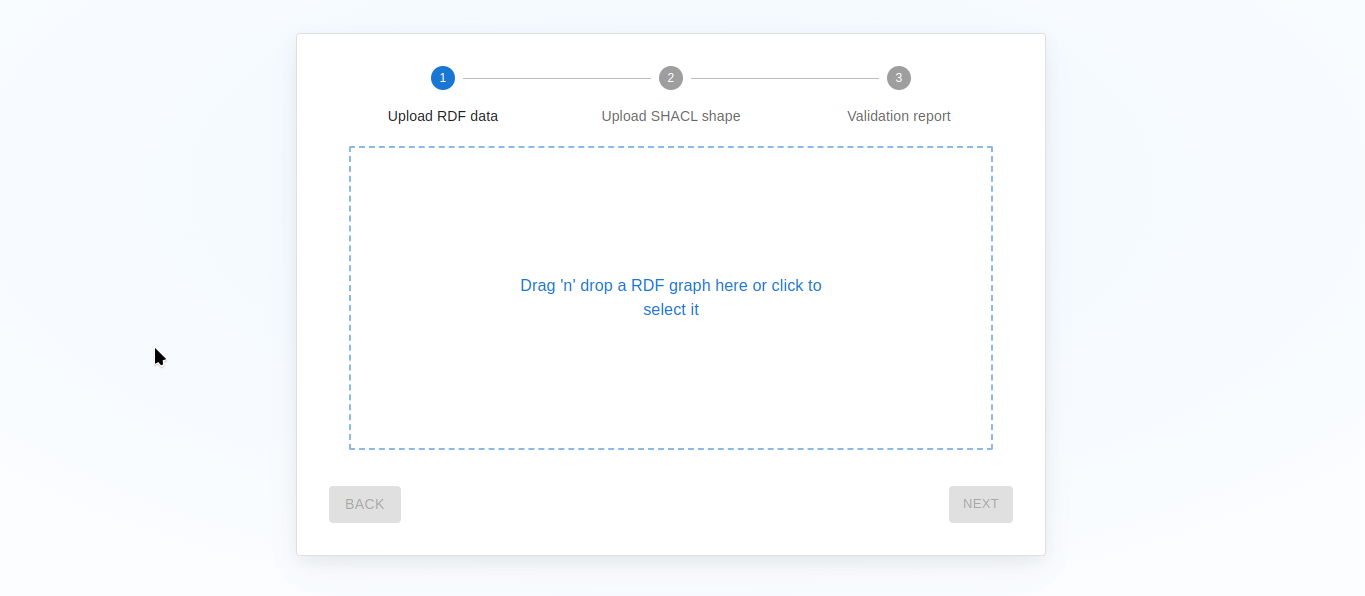 1
2
3
Upload RDF data
Upload SHACL shape
Validation report
Drag 'n' drop a RDF graph here or click to
select it
BACK
NEXT